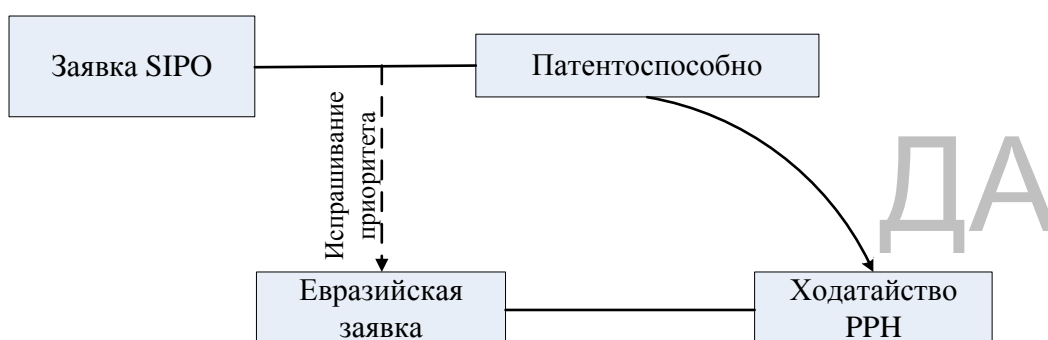 Заявка SIPO
Патентоспособно
Испрашивание
приоритета
ДА
Евразийская
заявка
Ходатайство
PPH